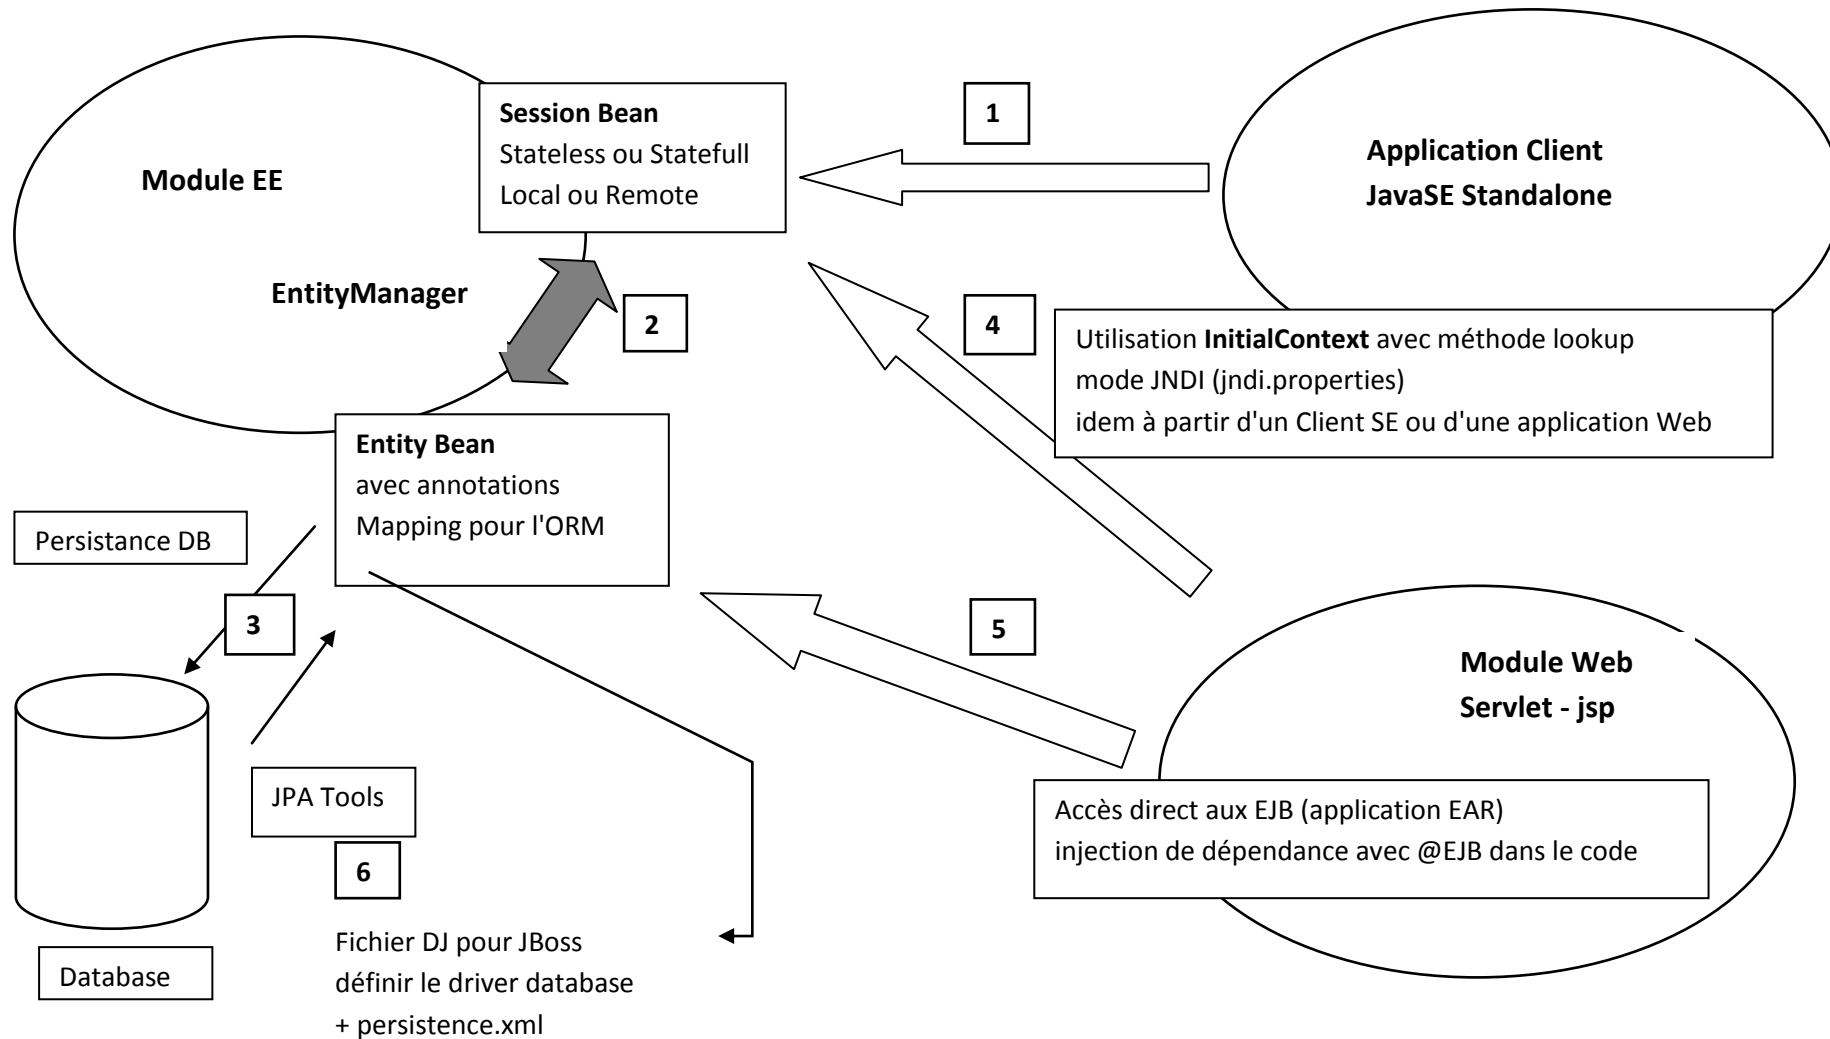 Session Bean
Stateless ou Statefull
Local ou Remote
1
Application Client
JavaSE Standalone
Module EE
EntityManager
2
4
Utilisation InitialContext avec méthode lookup
mode JNDI (jndi.properties)
idem à partir d'un Client SE ou d'une application Web
Entity Bean
avec annotations
Mapping pour l'ORM
Persistance DB
3
5
Module Web
Servlet - jsp
JPA Tools
Accès direct aux EJB (application EAR)
injection de dépendance avec @EJB dans le code
6
Fichier DJ pour JBoss
définir le driver database
+ persistence.xml
Database